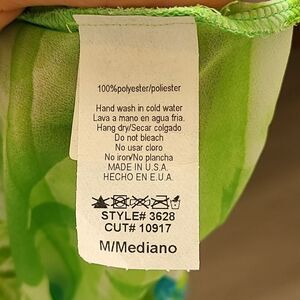 100%polyester/poliester
Hand wash in cold water
Lava a mano en agua fria.
Hang dry/Secar colgado
Do not bleach
No usar cloro
No iron/No plancha
MADE IN U.S.A.
HECHO EN E.U.A.
STYLE# 3628
CUT# 10917
M/Mediano